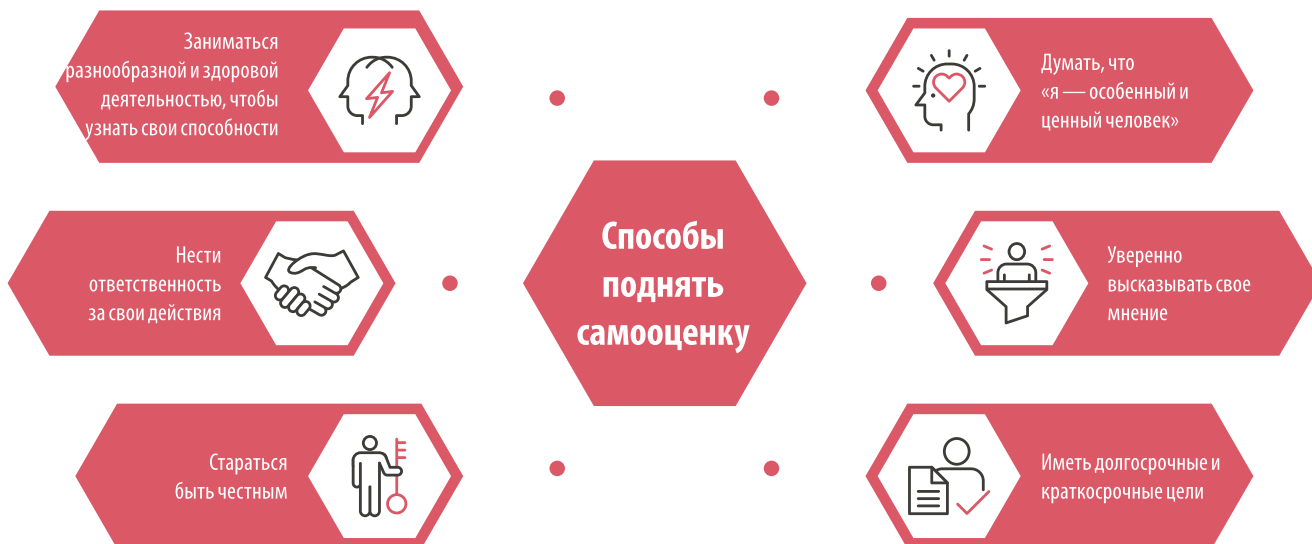 Заниматься
разнообразной и здоровой
деятельностью, чтобы
узнать свои способности
Думать, что
«я — особенный и
ценный человек»
Нести
ответственность
за свои действия
Способы
поднять
самооценку
Уверенно
высказывать свое
мнение
Стараться
быть честным
Иметь долгосрочные и
краткосрочные цели